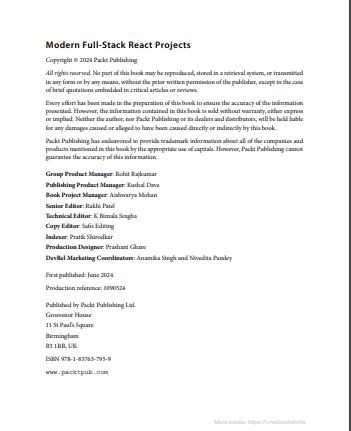 Modern Full-Stack React Projects
Copyright © 2024 Packt Publishing
All rights reserved. No part of this book may be reproduced, stored in a retrieval system, or transmitted
in any form or by any means, without the prior written permission of the publisher, except in the case
of brief quotations embedded in critical articles or reviews.
Every effort has been made in the preparation of this book to ensure the accuracy of the information
presented. However, the information contained in this book is sold without warranty, either express
or implied. Neither the author, nor Packt Publishing or its dealers and distributors, will be held liable
for any damages caused or alleged to have been caused directly or indirectly by this book.
Packt Publishing has endeavored to provide trademark information about all of the companies and
products mentioned in this book by the appropriate use of capitals. However, Packt Publishing cannot
guarantee the accuracy of this information.
Group Product Manager: Rohit Rajkumar
Publishing Product Manager: Kushal Dave
Book Project Manager: Aishwarya Mohan
Senior Editor: Rakhi Patel
Technical Editor: K Bimala Singha
Copy Editor: Safis Editing
Indexer: Pratik Shirodkar
Production Designer: Prashant Ghare
DevRel Marketing Coordinators: Anamika Singh and Nivedita Pandey
First published: June 2024
Production reference: 1090524
Published by Packt Publishing Ltd.
Grosvenor House
11 St Paul's Square
Birmingham
B3 1RB, UK
ISBN 978-1-83763-795-9
www.packtpub.com
More books: https://t.me/booksforits